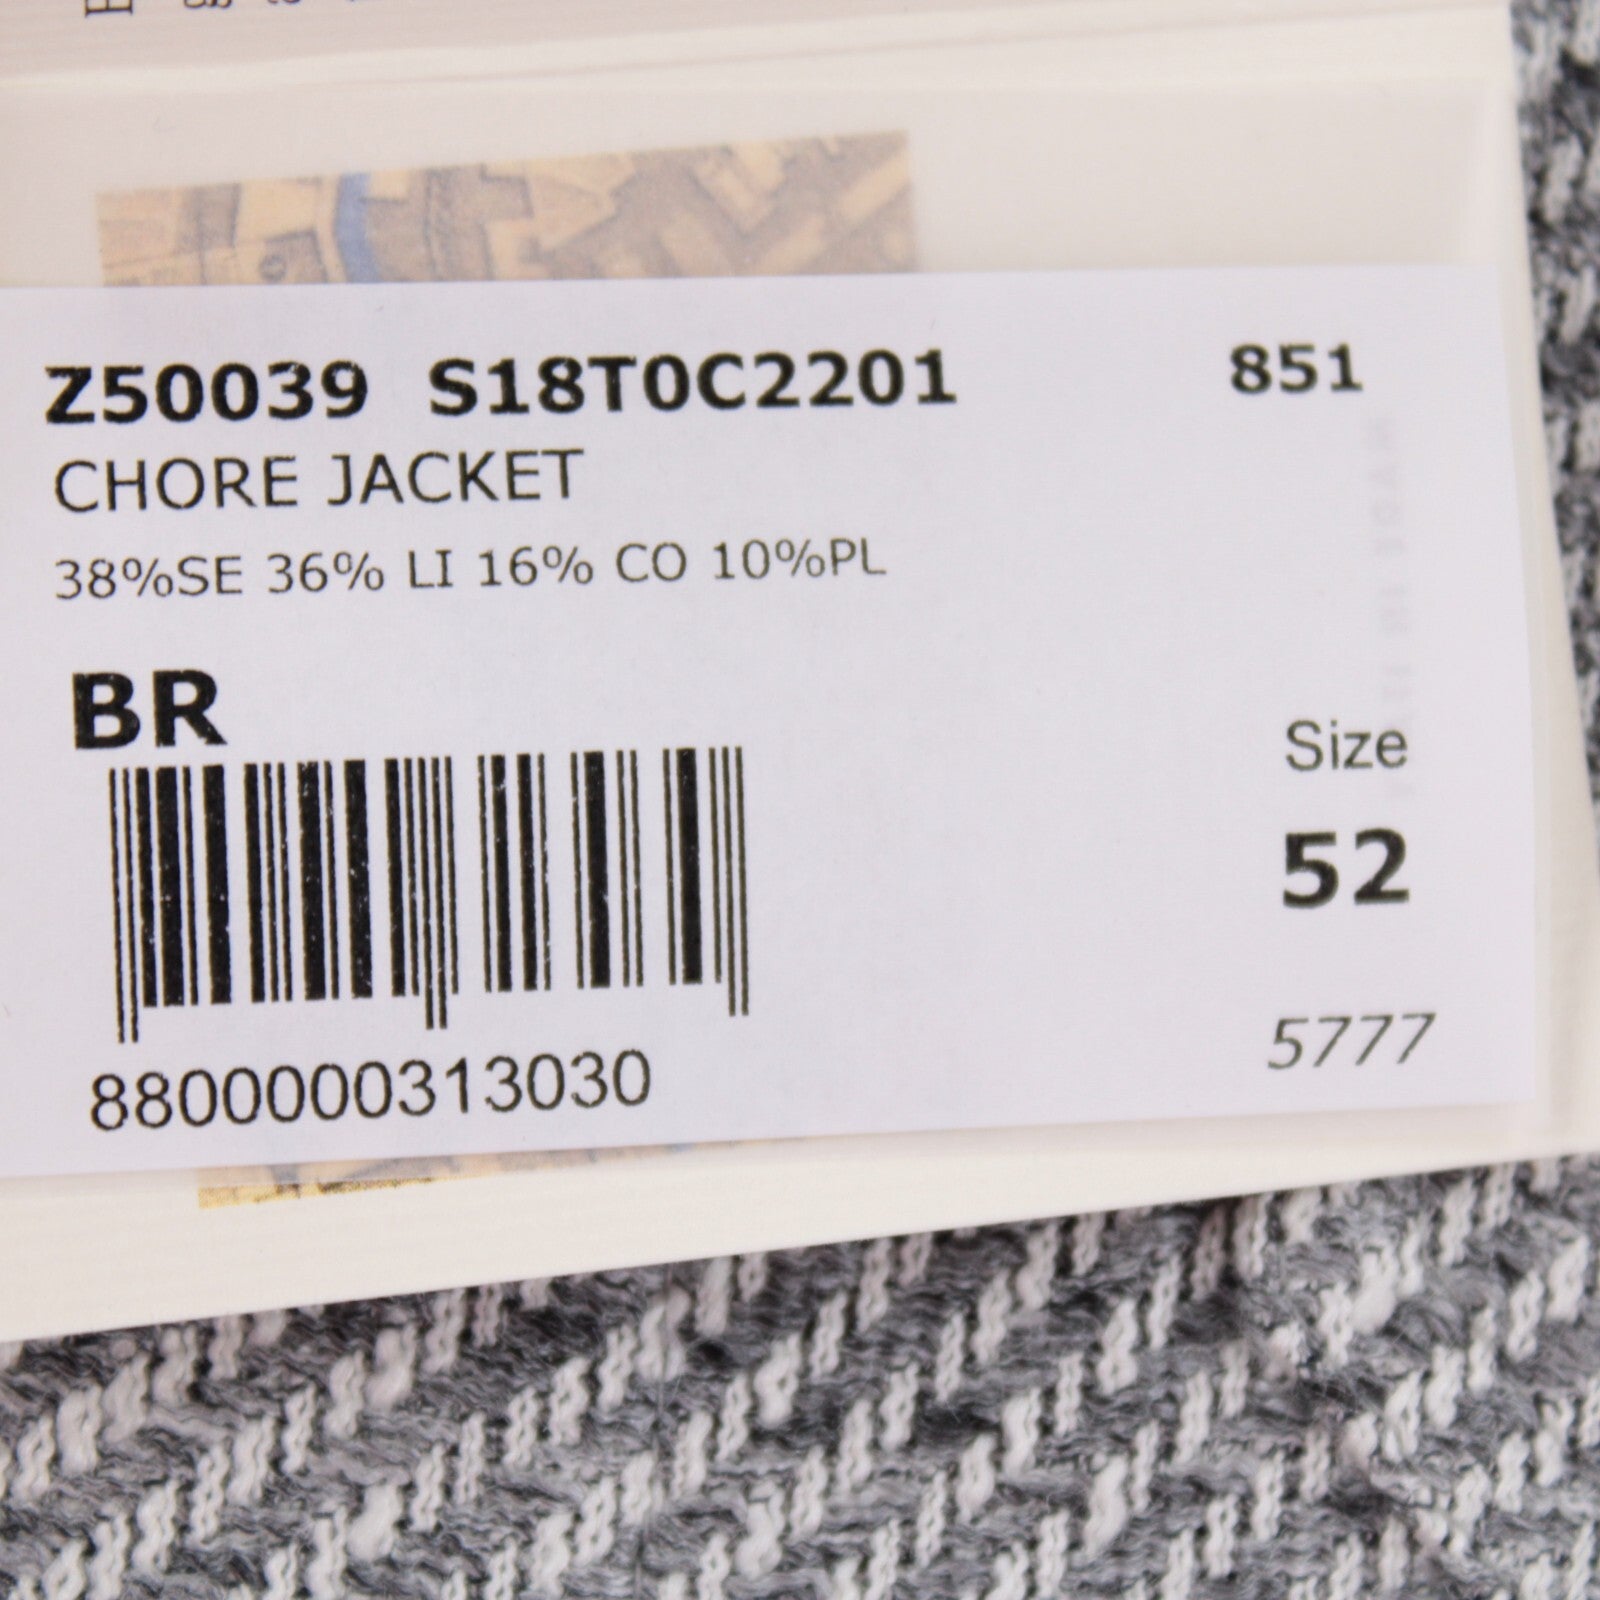 Z50039 S18T0C2201 851
CHORE JACKET
38%SE 36% LI 16% CO 10%PL
BR
Size
52
8800000313030
5777